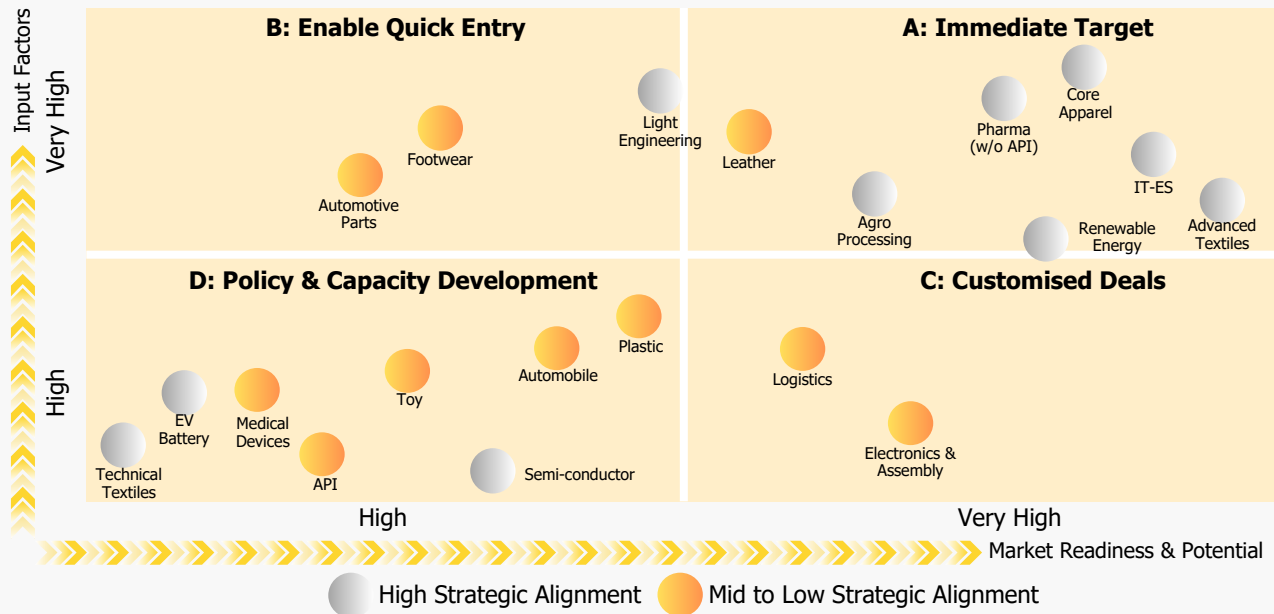 Input Factors
Very High
High
B: Enable Quick Entry
Light
Engineering
Footwear
Automotive
Parts
A: Immediate Target
Core
Apparel
Pharma
(w/o API)
Leather
IT-ES
Agro
Processing
Renewable
Energy
Advanced
Textiles
D: Policy & Capacity Development
Plastic
Automobile
Toy
EV
Battery
Medical
Devices
Technical
Textiles
API
Semi-conductor
C: Customised Deals
Logistics
Electronics &
Assembly
High
Very High
Market Readiness & Potential
High Strategic Alignment
Mid to Low Strategic Alignment